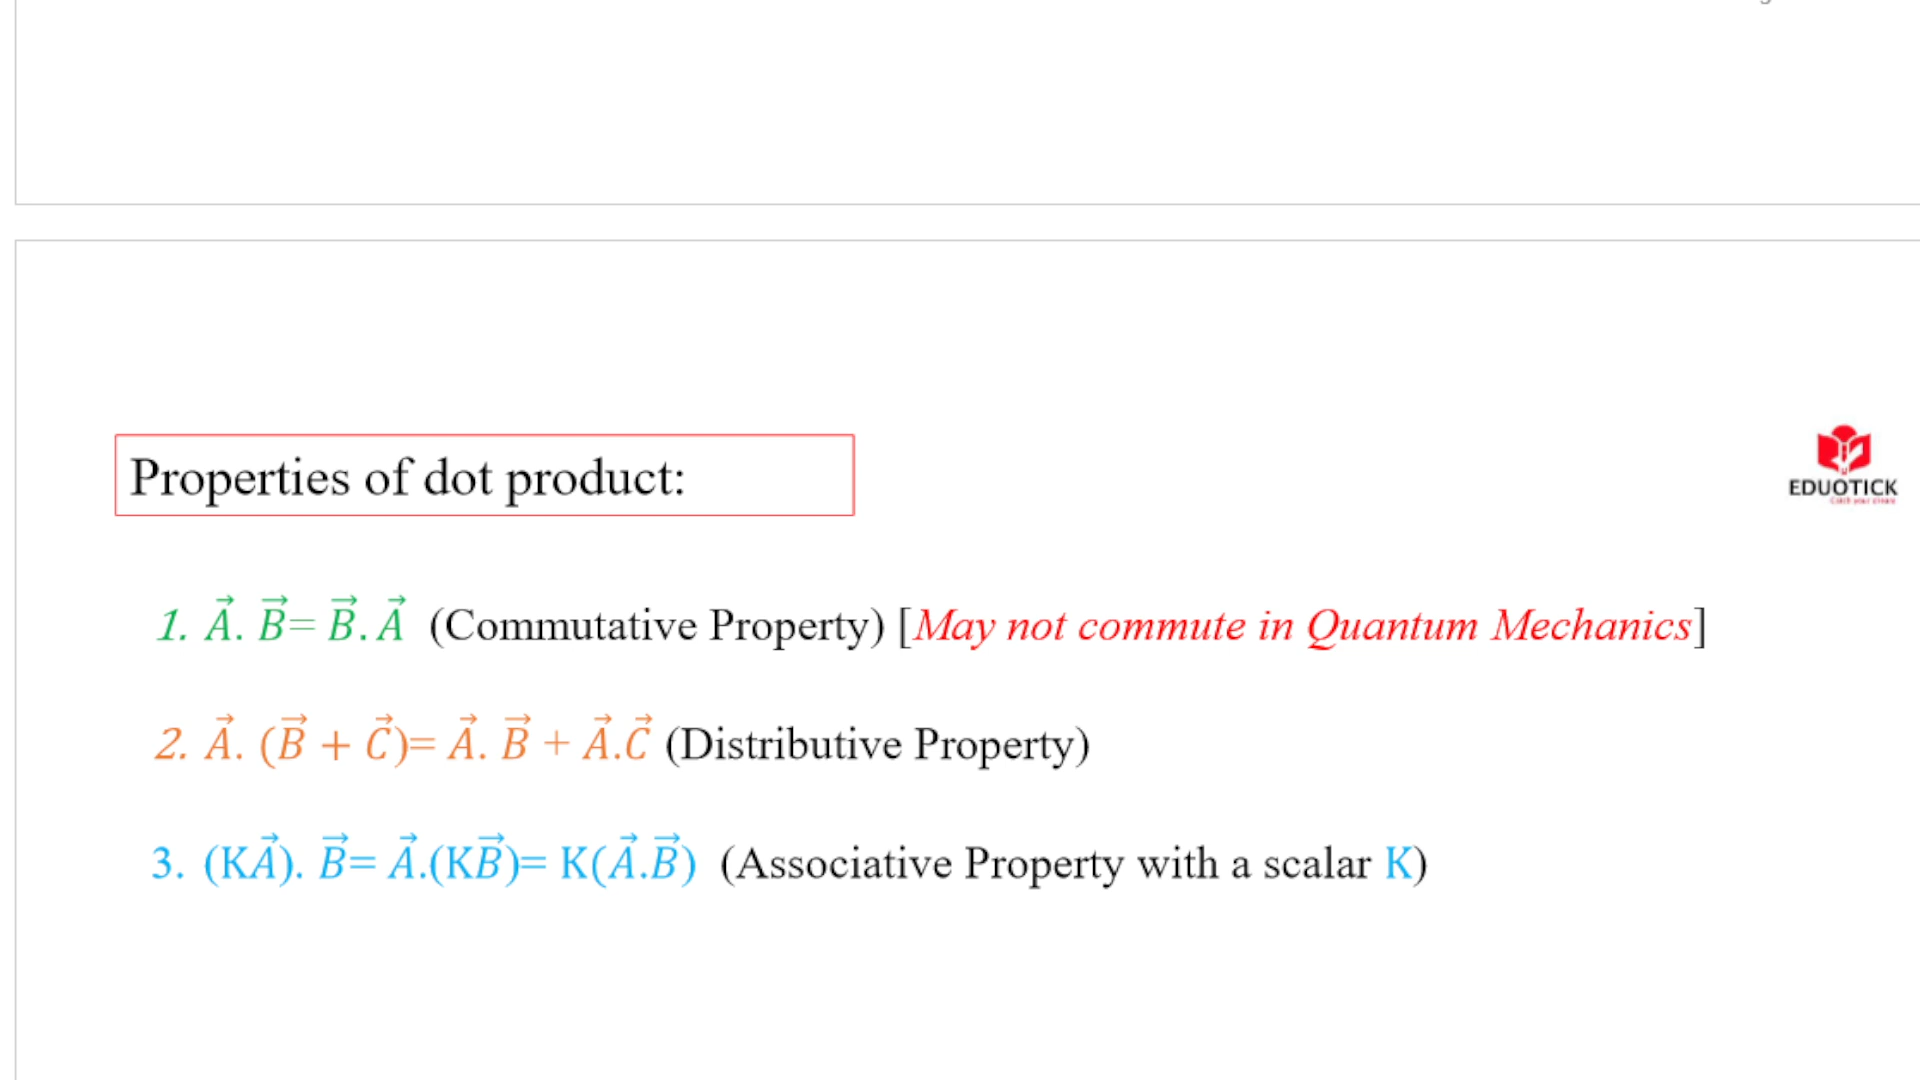 Properties of dot product:
EDUOTICK
1. A⃗. B⃗= B⃗. A⃗ (Commutative Property) [May not commute in Quantum Mechanics]
2. A⃗. (B⃗ + C⃗)= A⃗. B⃗ + A⃗.C⃗ (Distributive Property)
3. (KA⃗). B⃗= A⃗.(KB⃗)= K(A⃗.B⃗) (Associative Property with a scalar K)